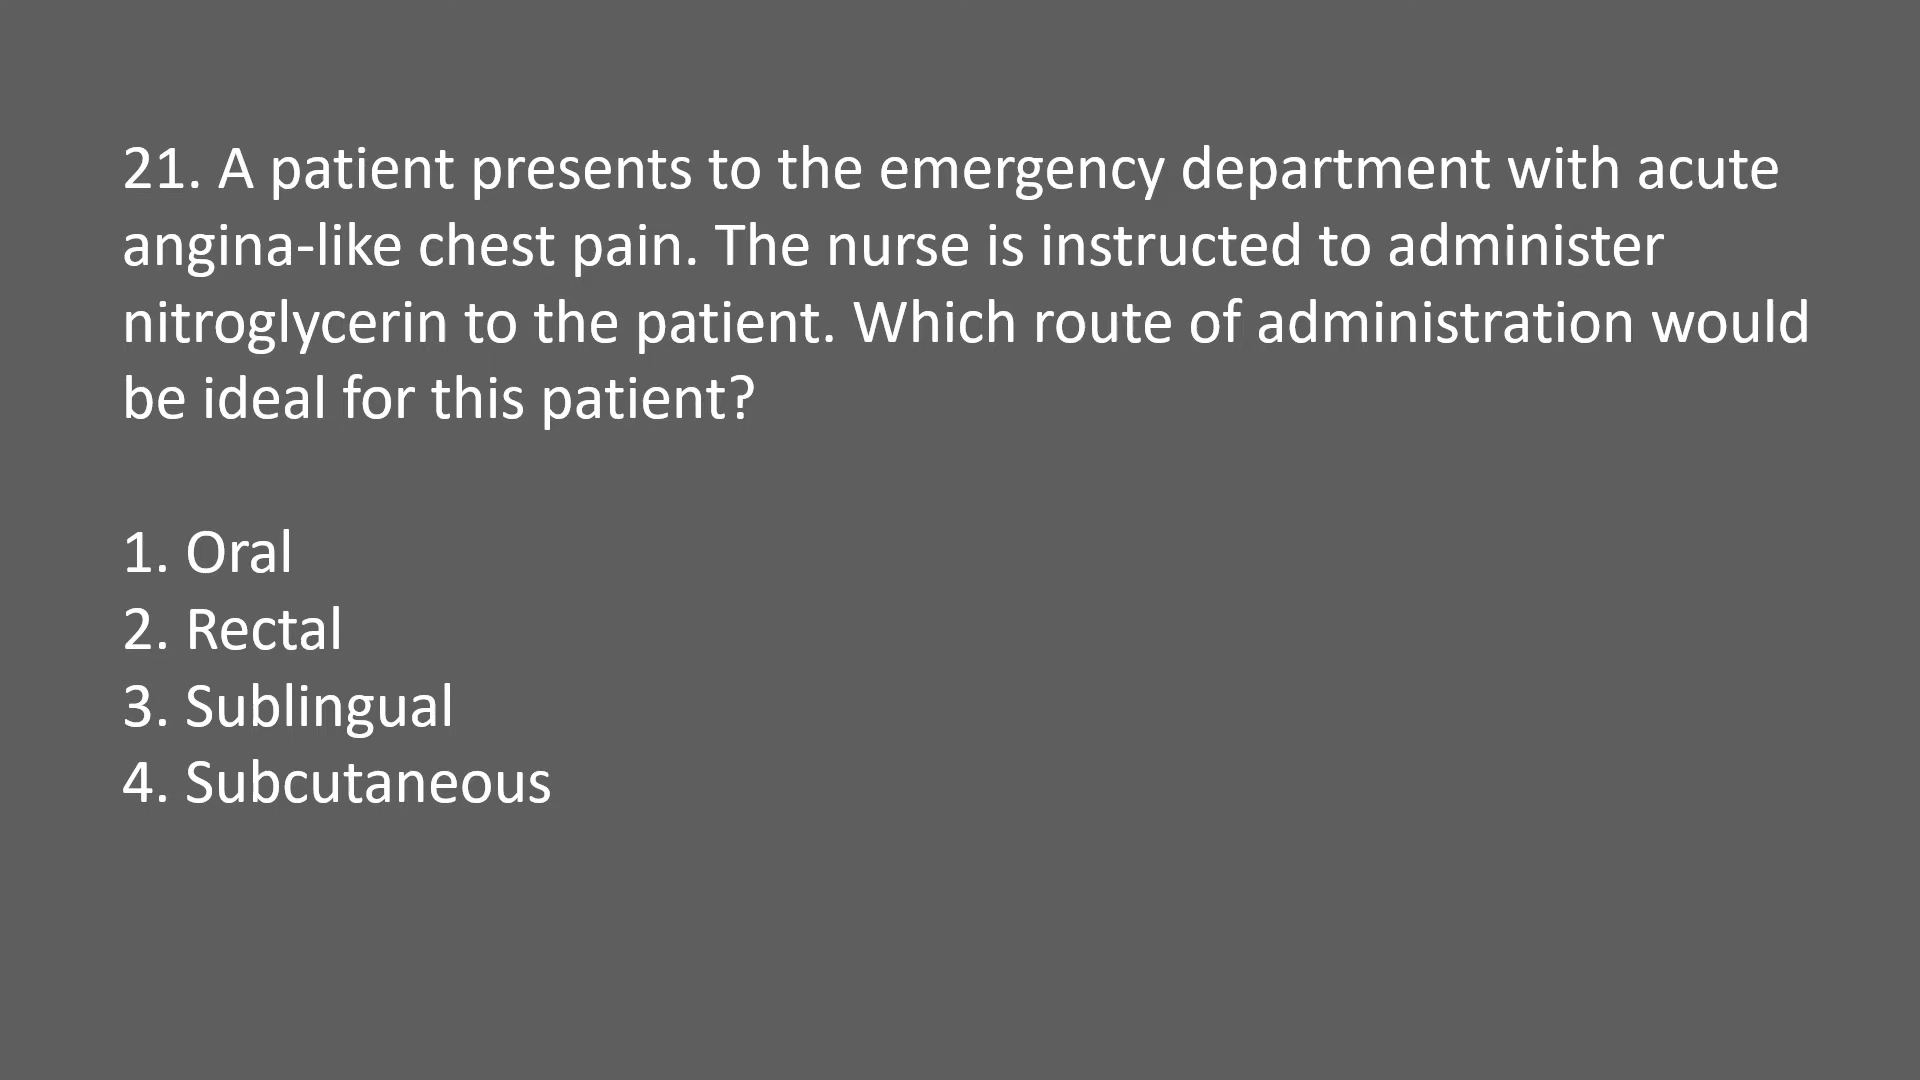 21. A patient presents to the emergency department with acute
angina-like chest pain. The nurse is instructed to administer
nitroglycerin to the patient. Which route of administration would
be ideal for this patient?
1. Oral
2. Rectal
3. Sublingual
4. Subcutaneous